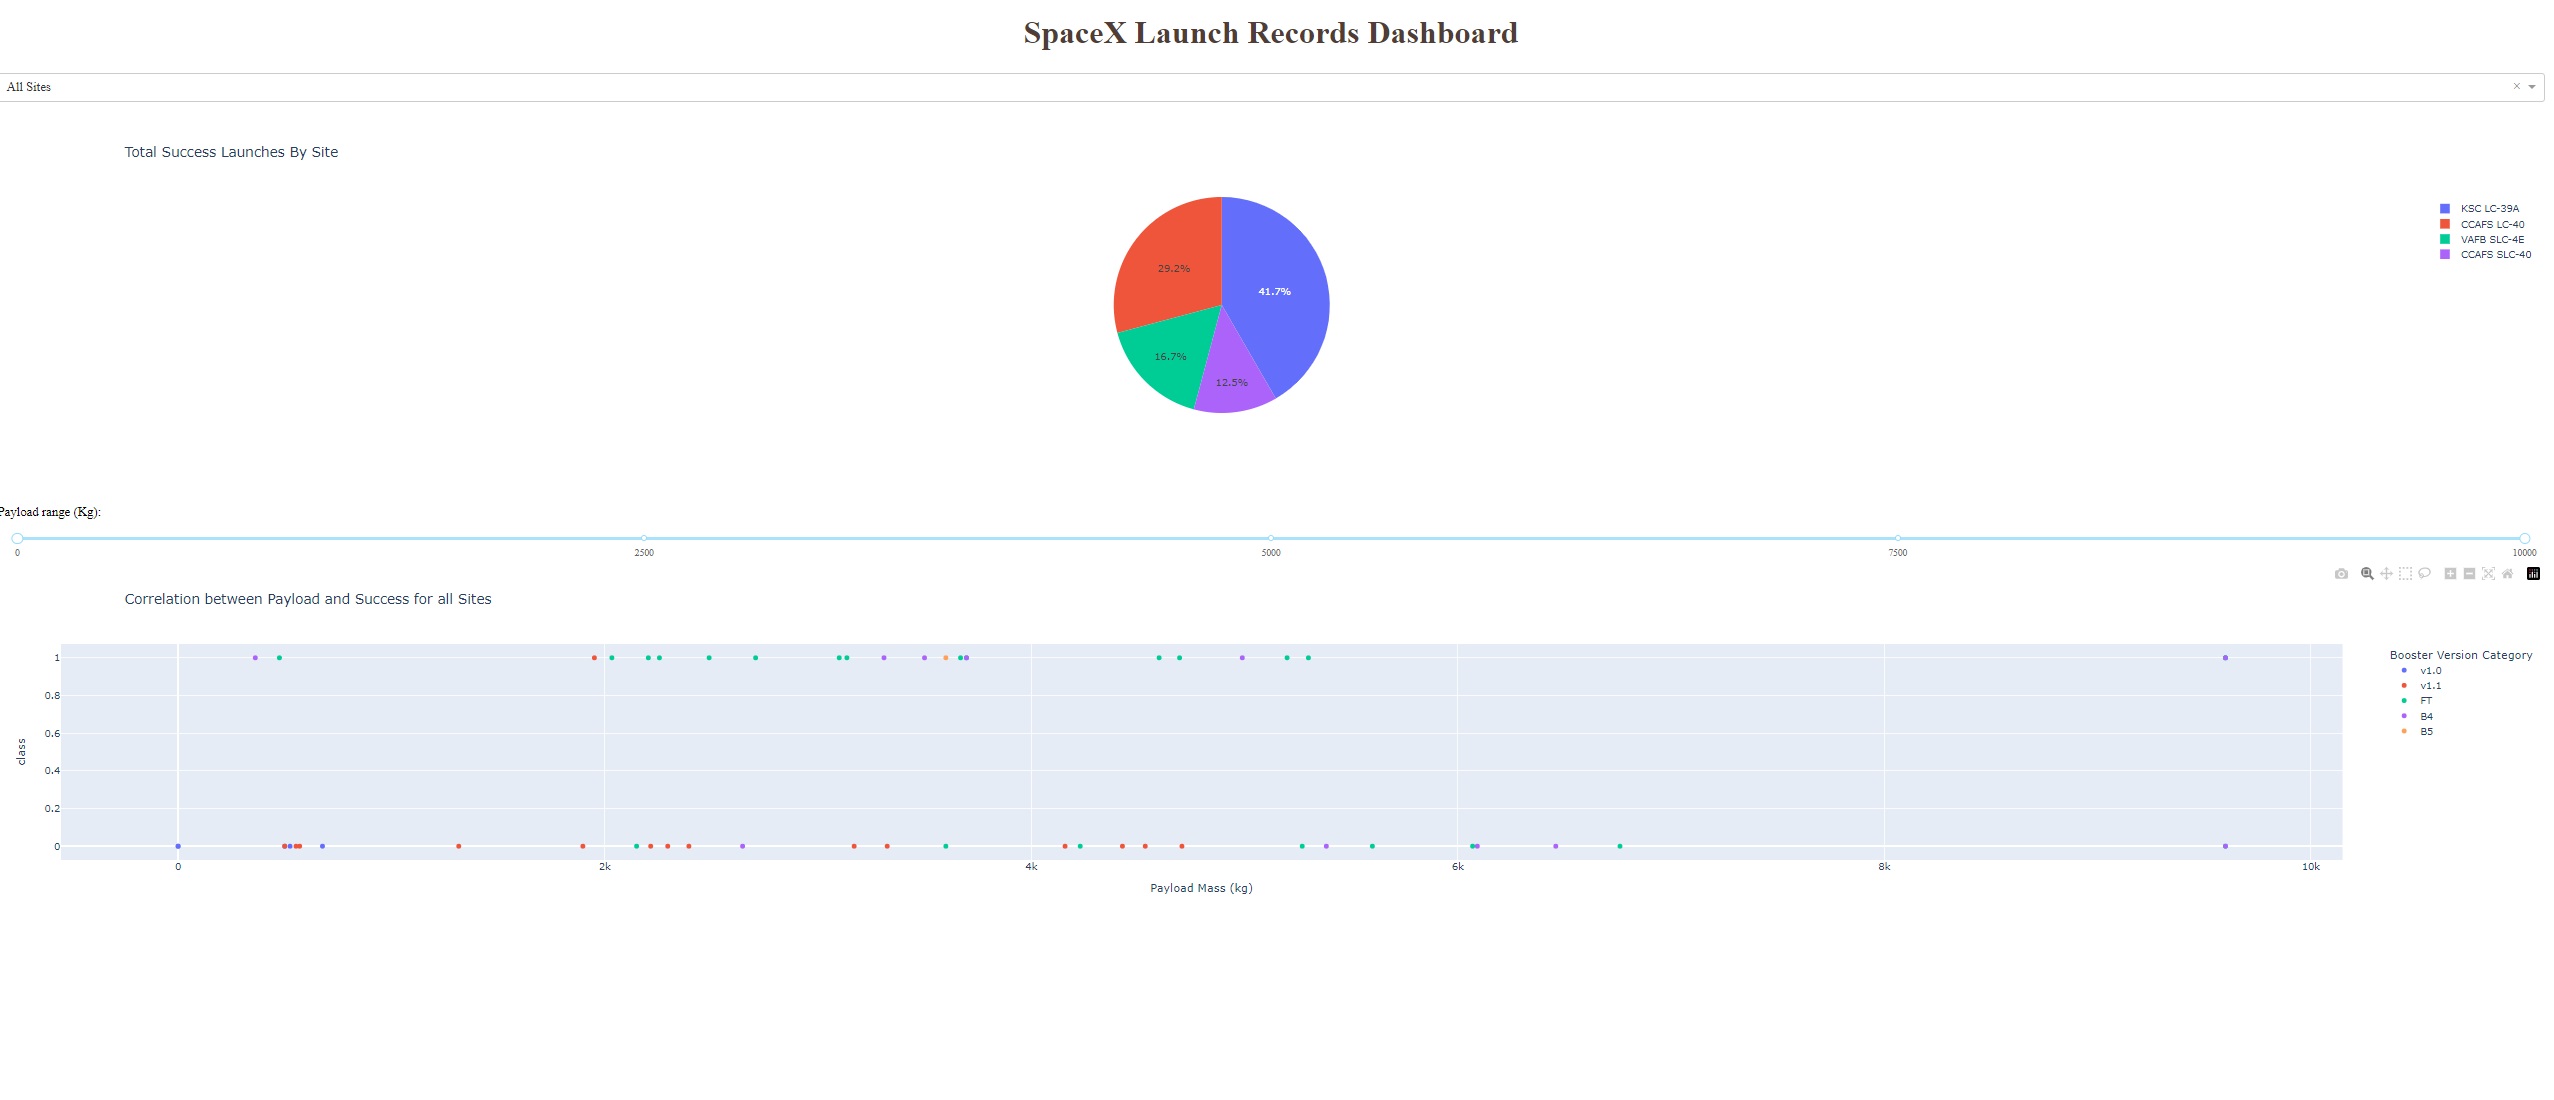 SpaceX Launch Records Dashboard
All Sites
Total Success Launches By Site
KSC LC-39A
CCAFS LC-40
VAFB SLC-4E
CCAFS SLC-40
29.2%
41.7%
16.7%
12.5%
Payload range (Kg):
0 2500 5000 7500 10000
Correlation between Payload and Success for all Sites
Booster Version Category
v1.0
v1.1
FT
B4
B5
1
0.8
0.6
0.4
0.2
0
class
0 2k 4k 6k 8k 10k
Payload Mass (kg)